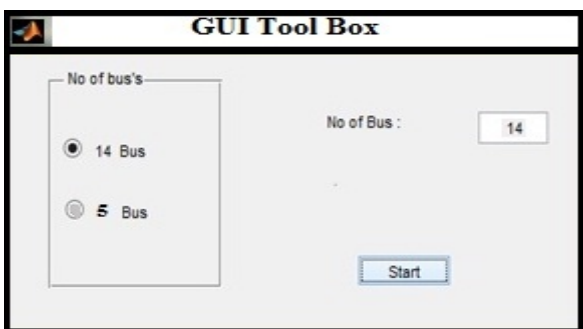 GUI Tool Box
No of bus's
14 Bus
5 Bus
No of Bus :
14
Start